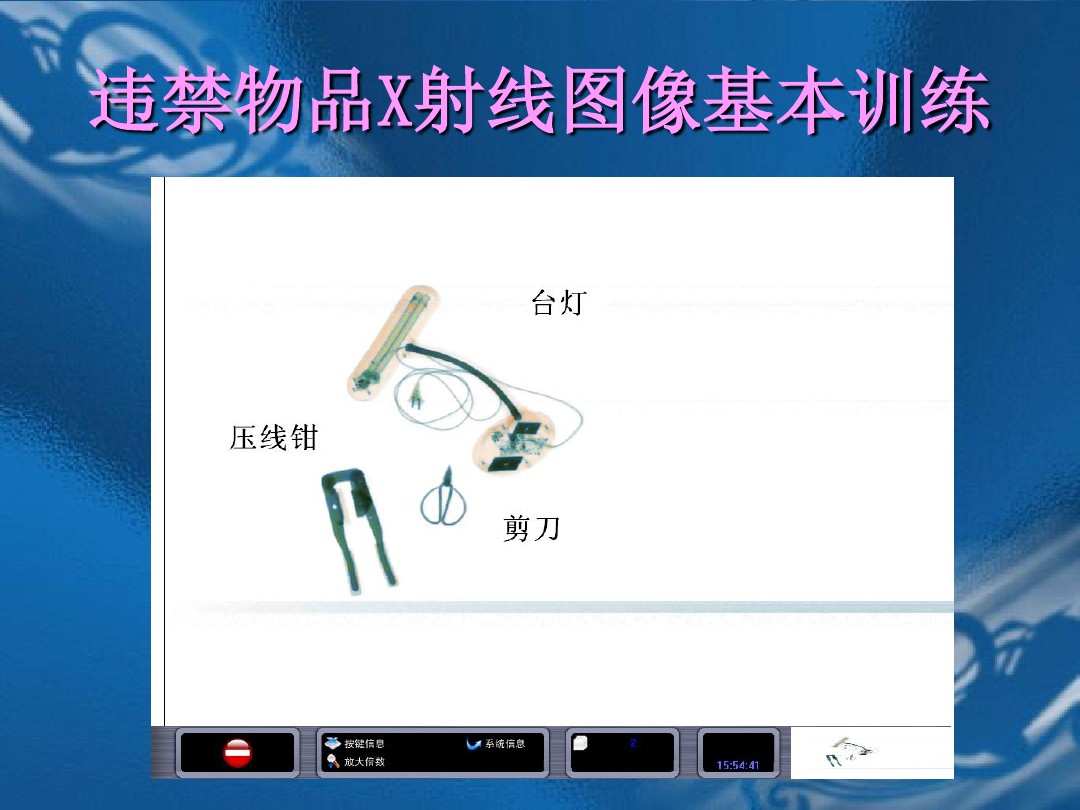 违禁物品X射线图像基本训练
台灯
压线钳
剪刀
按键信息 系统信息 2
放大倍数 15:54:41